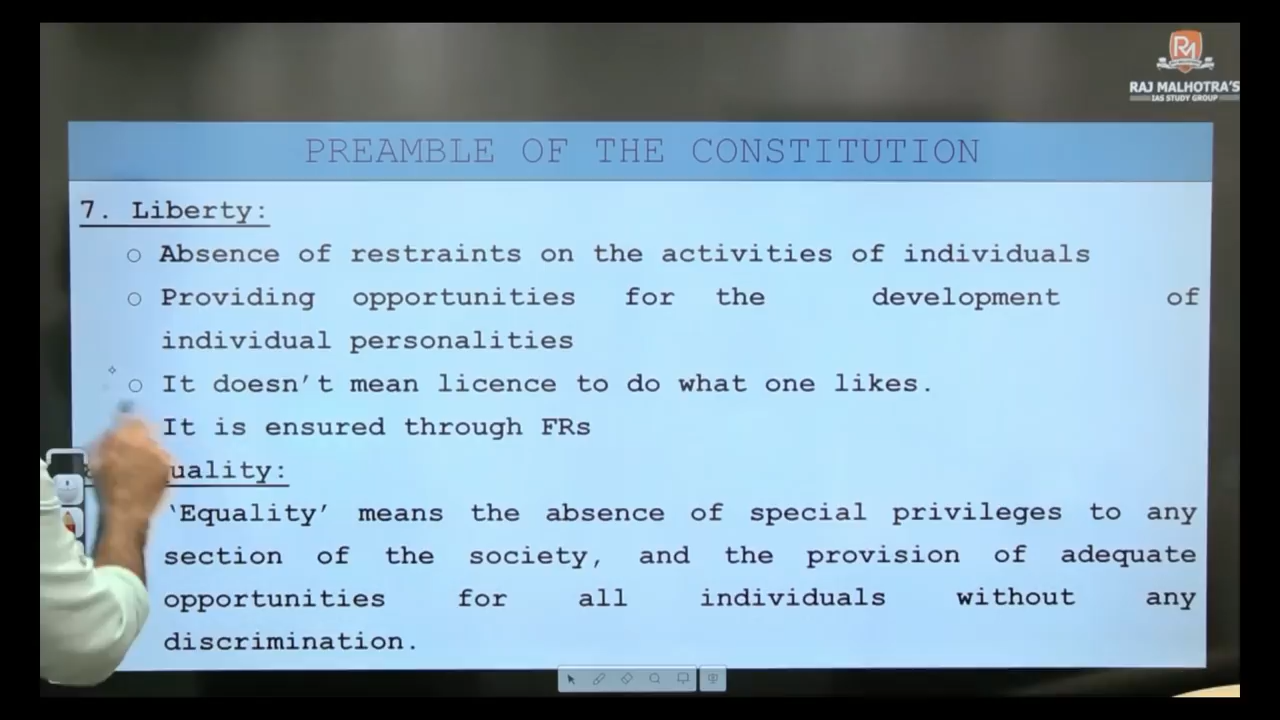 RAJ MALHOTRA'S
IAS STUDY GROUP
PREAMBLE OF THE CONSTITUTION
7. Liberty:
○ Absence of restraints on the activities of individuals
○ Providing opportunities for the development of
individual personalities
○ It doesn't mean licence to do what one likes.
It is ensured through FRs
uality:
'Equality' means the absence of special privileges to any
section of the society, and the provision of adequate
opportunities for all individuals without any
discrimination.